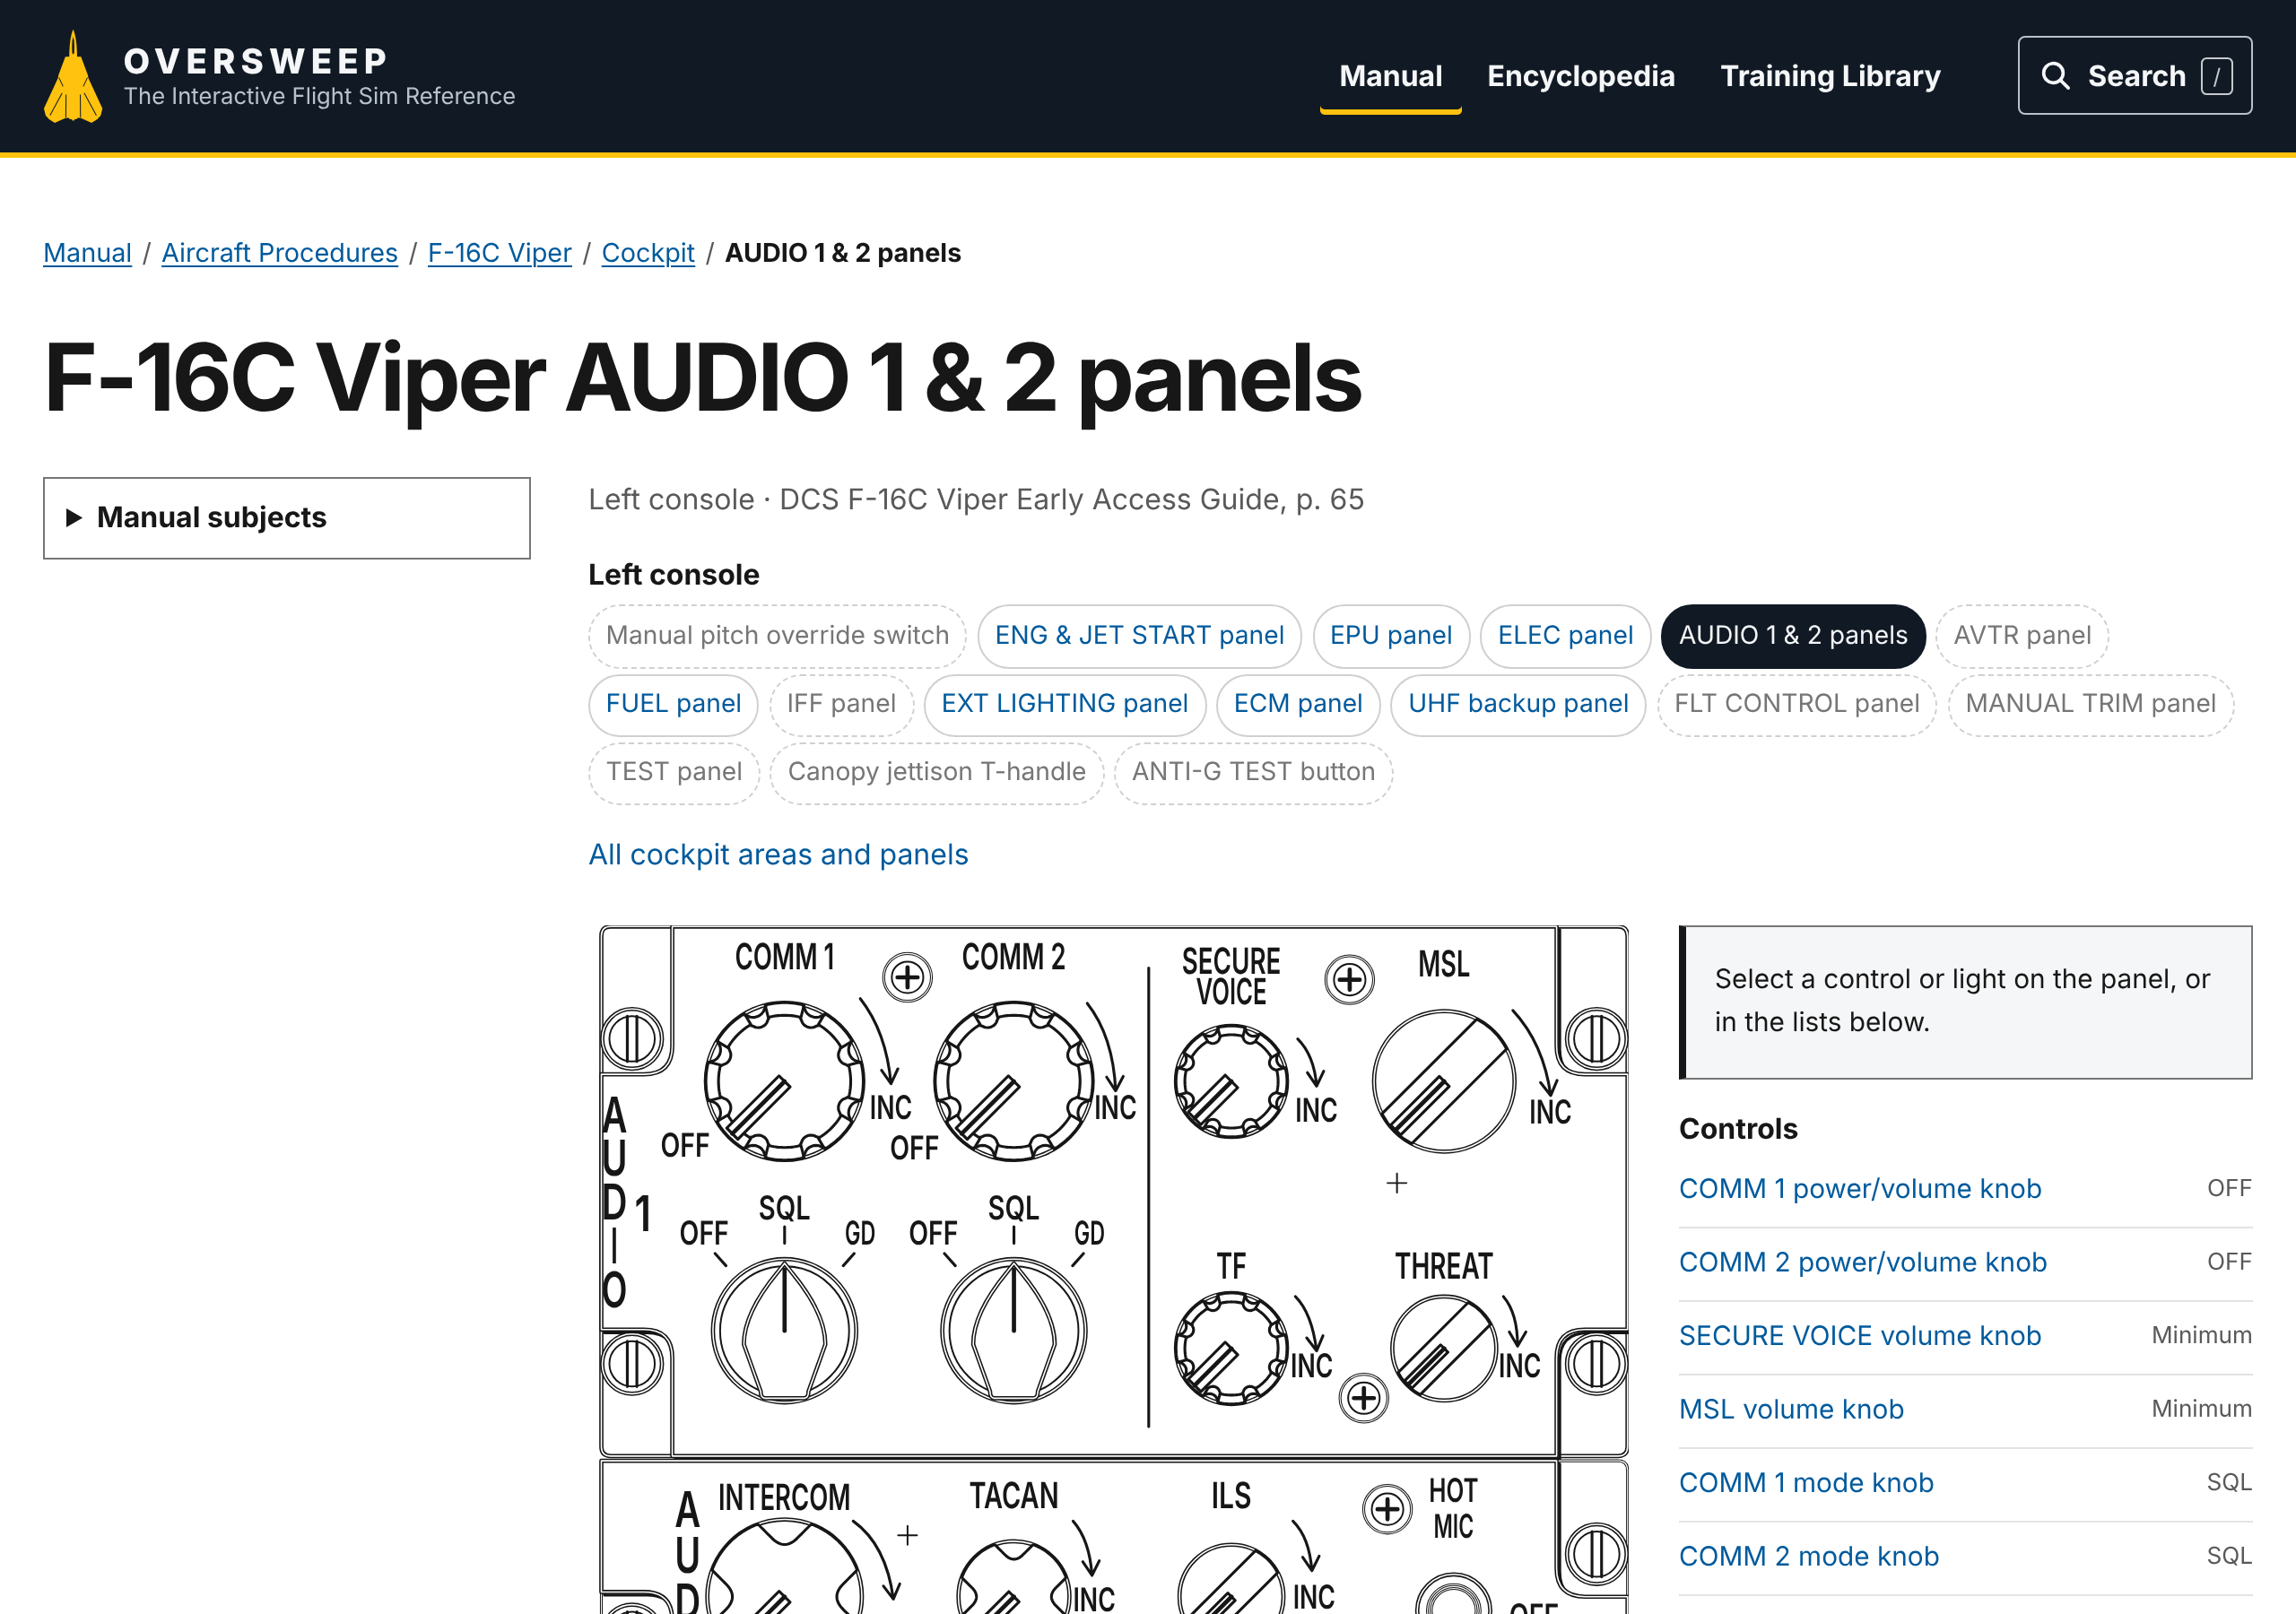 OVERSWEEP
The Interactive Flight Sim Reference
Manual
Encyclopedia
Training Library
Search /
Manual / Aircraft Procedures / F-16C Viper / Cockpit / AUDIO 1 & 2 panels
F-16C Viper AUDIO 1 & 2 panels
▶ Manual subjects
Left console · DCS F-16C Viper Early Access Guide, p. 65
Left console
Manual pitch override switch
ENG & JET START panel
EPU panel
ELEC panel
AUDIO 1 & 2 panels
AVTR panel
FUEL panel
IFF panel
EXT LIGHTING panel
ECM panel
UHF backup panel
FLT CONTROL panel
MANUAL TRIM panel
TEST panel
Canopy jettison T-handle
ANTI-G TEST button
All cockpit areas and panels
COMM 1
COMM 2
SECURE
VOICE
MSL
INC
INC
INC
INC
OFF
OFF
AUDIO 1
SQL
SQL
OFF
GD
OFF
GD
TF
THREAT
INC
INC
INTERCOM
TACAN
ILS
HOT
MIC
AUD
INC
INC
OFF
Select a control or light on the panel, or
in the lists below.
Controls
COMM 1 power/volume knob OFF
COMM 2 power/volume knob OFF
SECURE VOICE volume knob Minimum
MSL volume knob Minimum
COMM 1 mode knob SQL
COMM 2 mode knob SQL